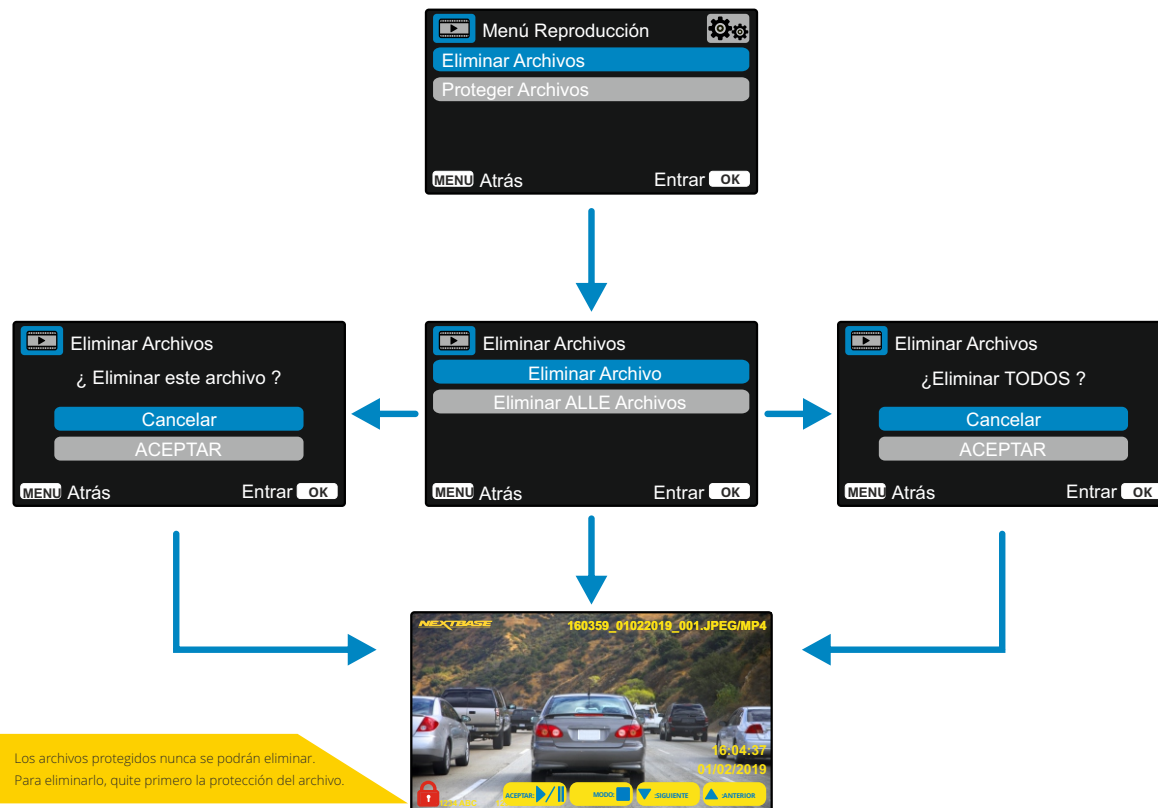 Menú Reproducción
Eliminar Archivos
Proteger Archivos
MENU Atrás Entrar OK
Eliminar Archivos
¿ Eliminar este archivo ?
Cancelar
ACEPTAR
MENU Atrás Entrar OK
Eliminar Archivos
Eliminar Archivo
Eliminar ALLE Archivos
MENU Atrás Entrar OK
Eliminar Archivos
¿Eliminar TODOS ?
Cancelar
ACEPTAR
MENU Atrás Entrar OK
NEXTBASE 160359_01022019_001.JPEG/MP4
16:04:37
01/02/2019
ACEPTAR: MODO: :SIGUIENTE :ANTERIOR
Los archivos protegidos nunca se podrán eliminar.
Para eliminarlo, quite primero la protección del archivo.